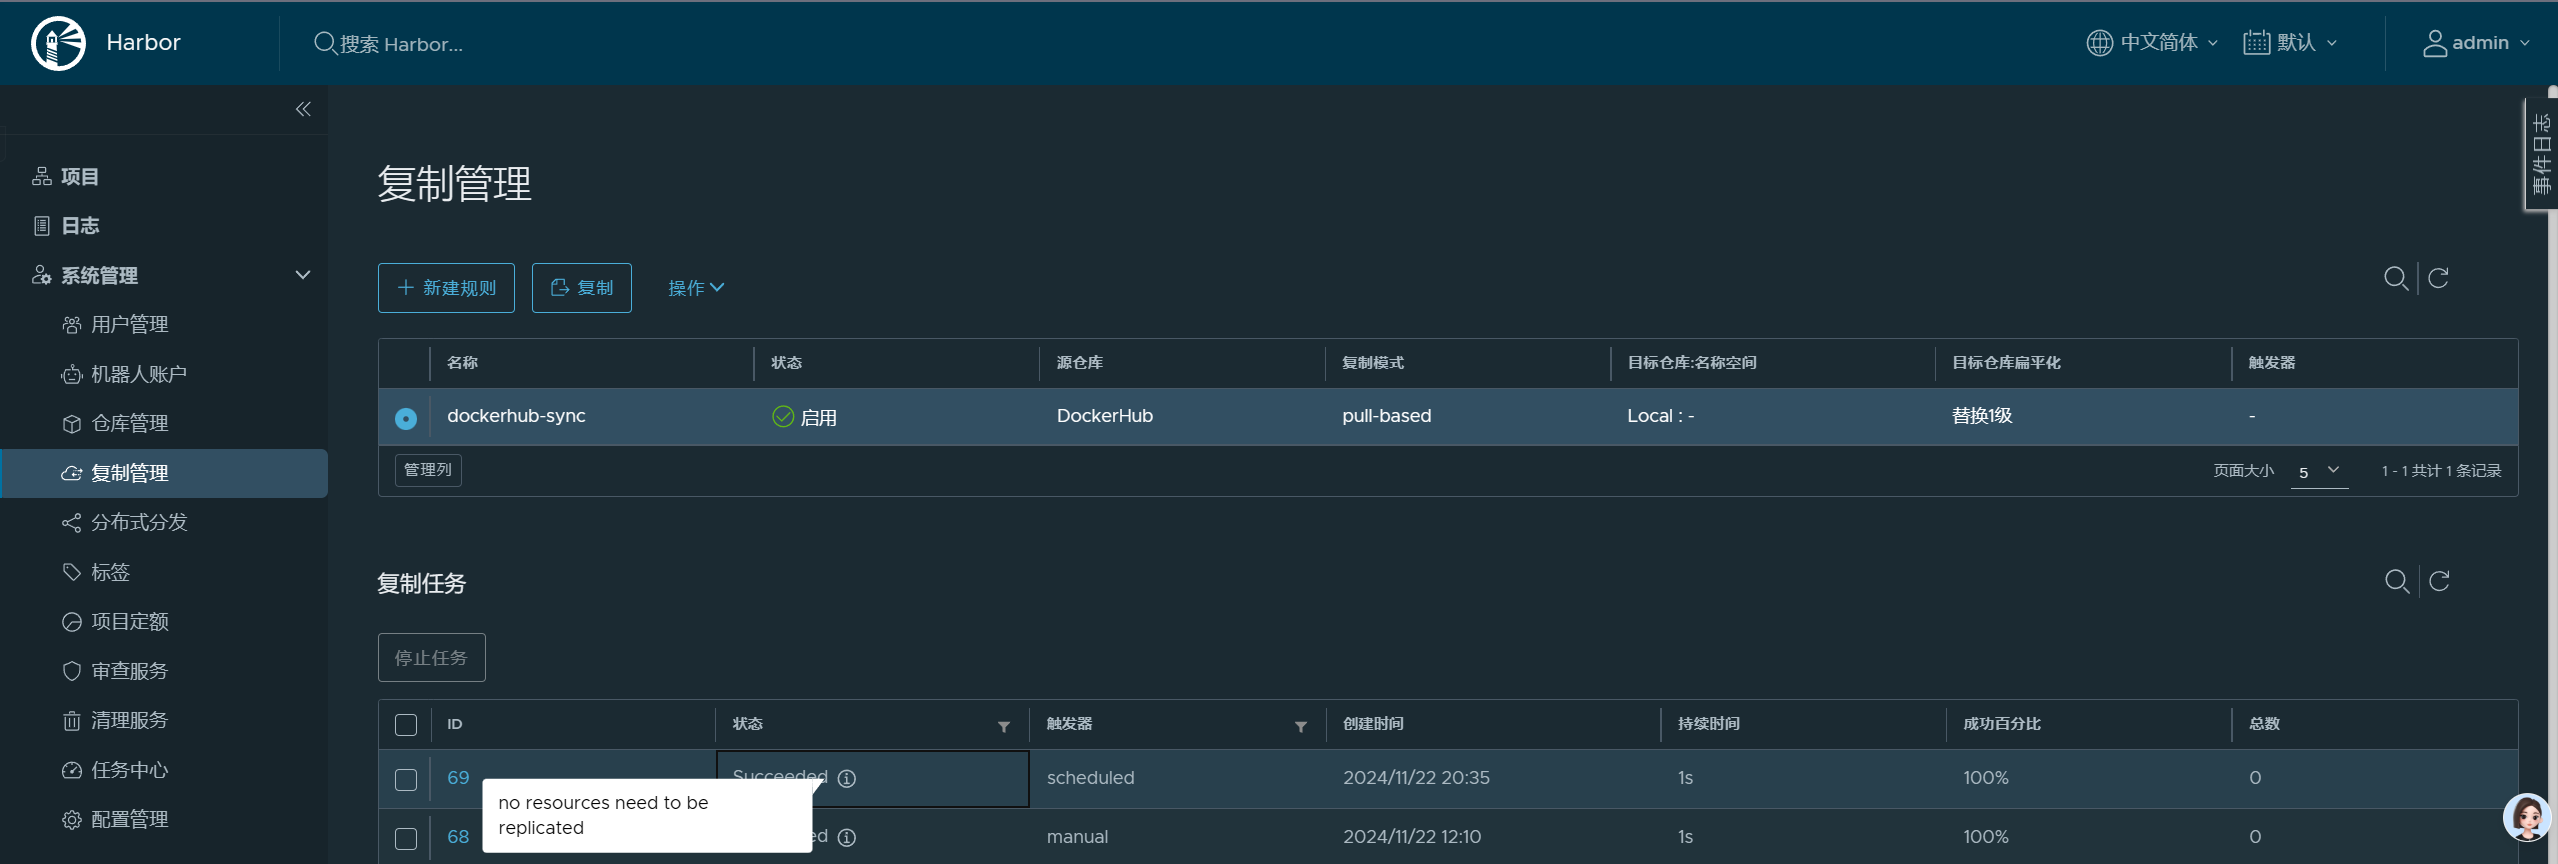 Harbor
搜索 Harbor...
中文简体
默认
admin
事件日志
项目
日志
系统管理
用户管理
机器人账户
仓库管理
复制管理
分布式分发
标签
项目定额
审查服务
清理服务
任务中心
配置管理
复制管理
新建规则
复制
操作
名称 状态 源仓库 复制模式 目标仓库:名称空间 目标仓库扁平化 触发器
dockerhub-sync 启用 DockerHub pull-based Local : - 替换1级 -
管理列
页面大小 5 1 - 1 共计 1 条记录
复制任务
停止任务
ID 状态 触发器 创建时间 持续时间 成功百分比 总数
69 Succeeded scheduled 2024/11/22 20:35 1s 100% 0
no resources need to be
replicated
68 ed manual 2024/11/22 12:10 1s 100% 0